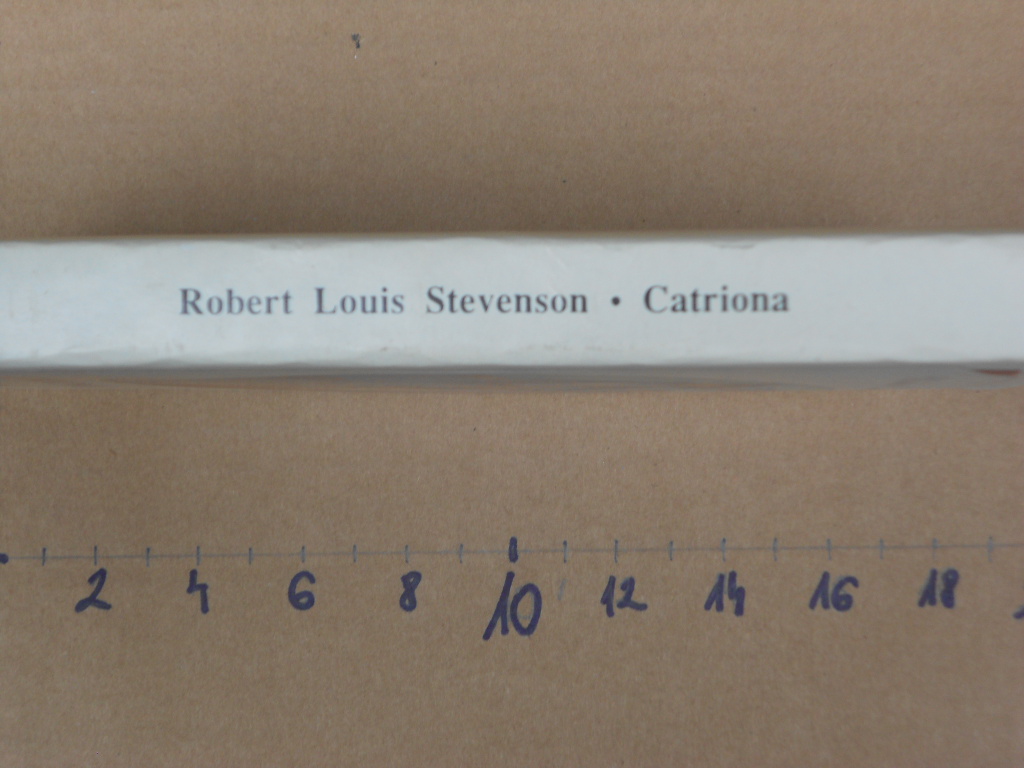 Robert Louis Stevenson • Catriona
2 4 6 8 10 12 14 16 18